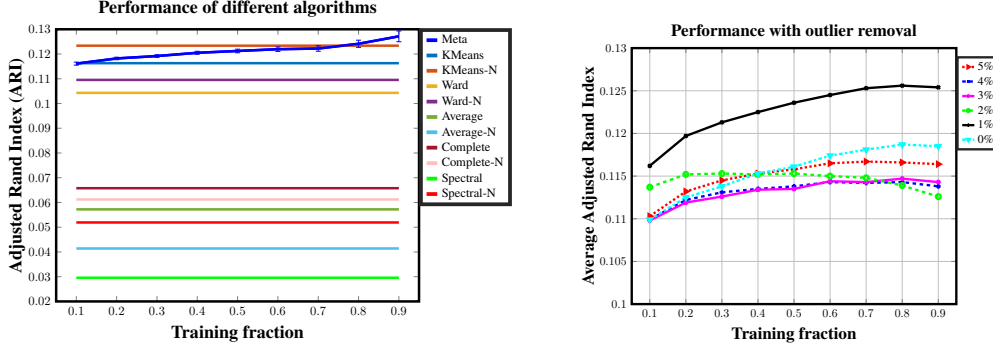 Performance of different algorithms
Adjusted Rand Index (ARI)
0.13
0.12
0.11
0.1
0.09
0.08
0.07
0.06
0.05
0.04
0.03
0.02
0.1 0.2 0.3 0.4 0.5 0.6 0.7 0.8 0.9
Training fraction
Meta
KMeans
KMeans-N
Ward
Ward-N
Average
Average-N
Complete
Complete-N
Spectral
Spectral-N
Performance with outlier removal
Average Adjusted Rand Index
0.13
0.125
0.12
0.115
0.11
0.105
0.1
0.1 0.2 0.3 0.4 0.5 0.6 0.7 0.8 0.9
Training fraction
5%
4%
3%
2%
1%
0%